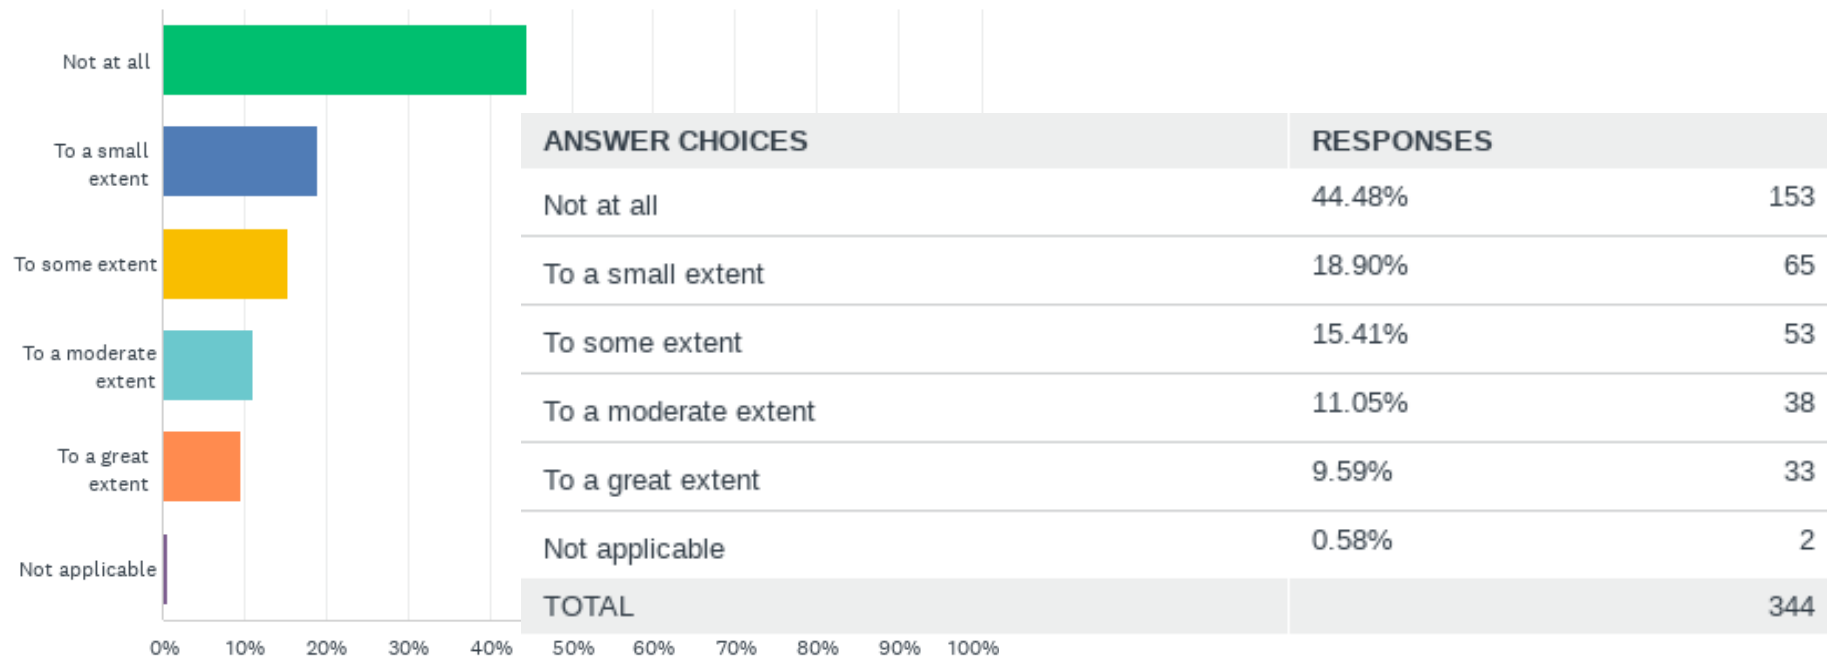 Not at all
To a small
extent
To some extent
To a moderate
extent
To a great
extent
Not applicable
0% 10% 20% 30% 40% 50% 60% 70% 80% 90% 100%
ANSWER CHOICES RESPONSES
Not at all 44.48% 153
To a small extent 18.90% 65
To some extent 15.41% 53
To a moderate extent 11.05% 38
To a great extent 9.59% 33
Not applicable 0.58% 2
TOTAL 344